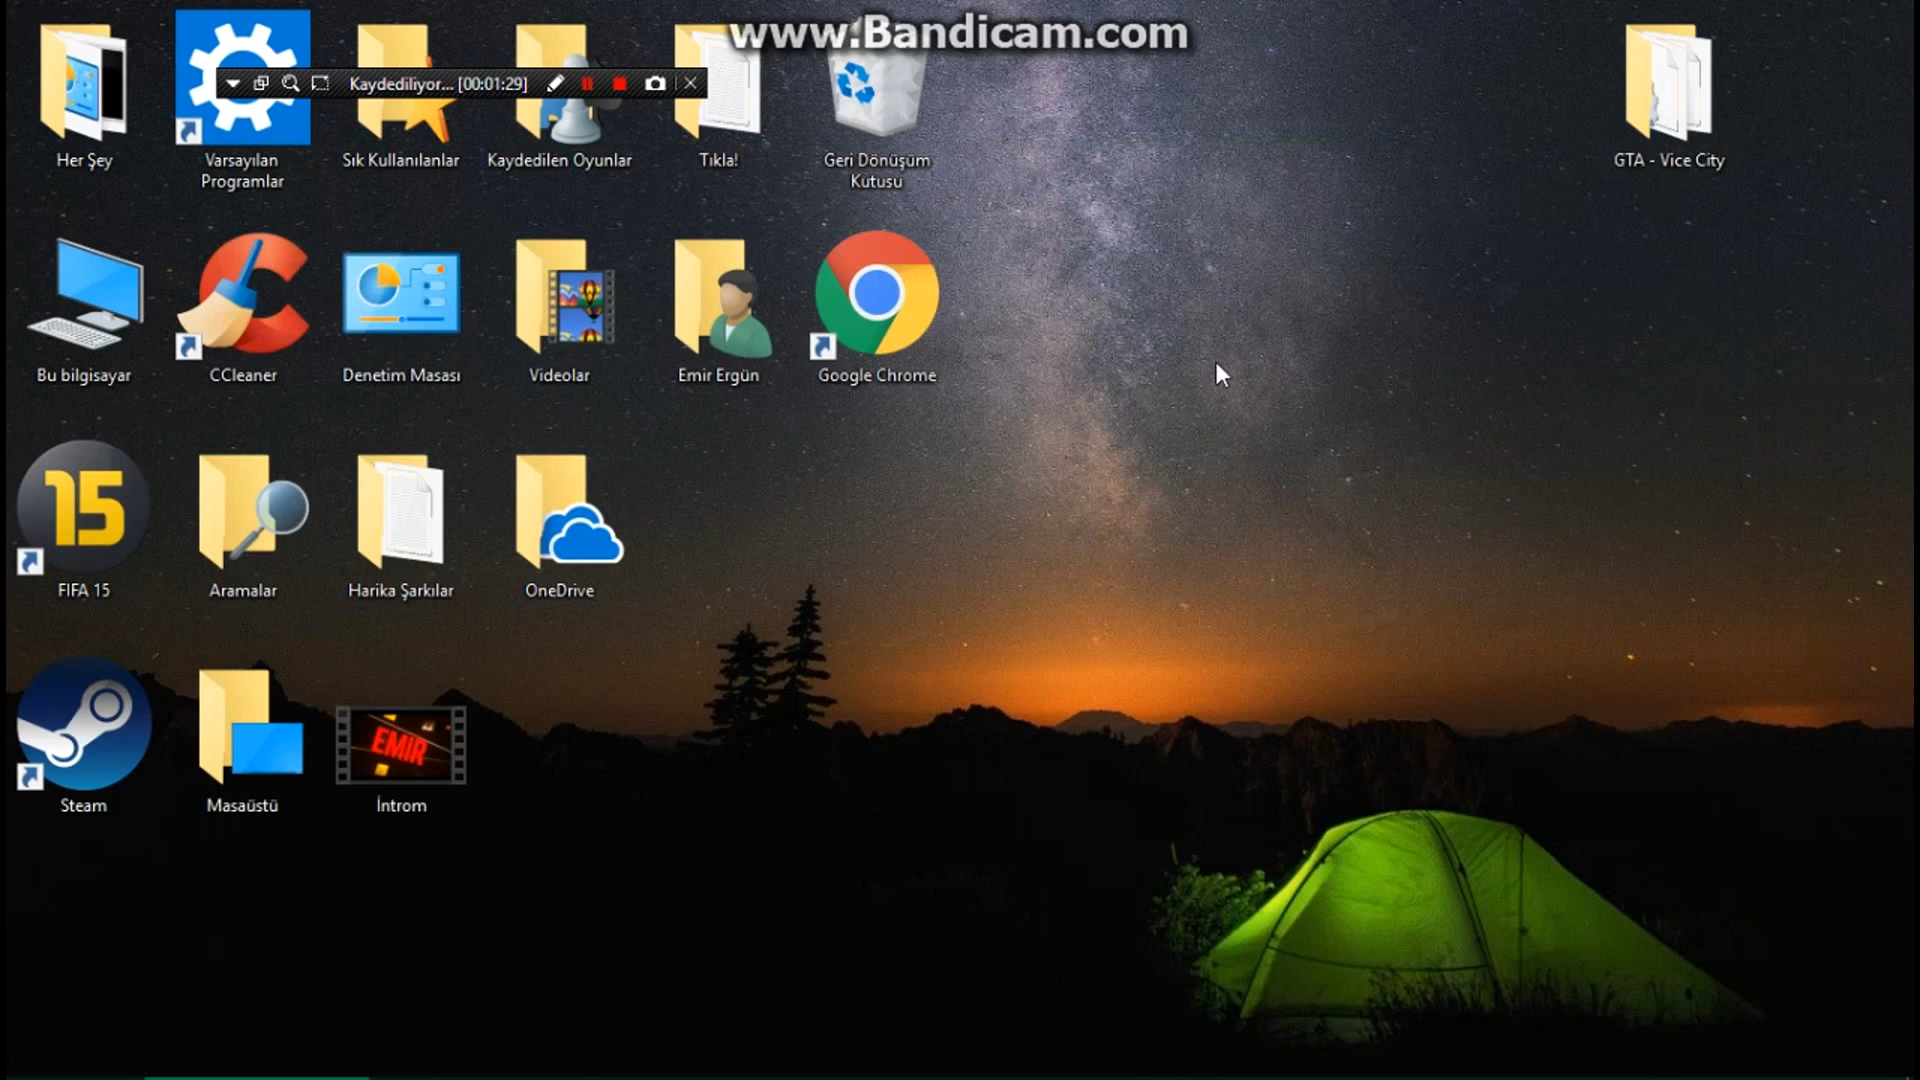 www.Bandicam.com
Kaydediliyor... [00:01:29]
Her Şey
Varsayılan
Programlar
Sık Kullanılanlar
Kaydedilen Oyunlar
Tıkla!
Geri Dönüşüm
Kutusu
GTA - Vice City
Bu bilgisayar
CCleaner
Denetim Masası
Videolar
Emir Ergün
Google Chrome
15
FIFA 15
Aramalar
Harika Şarkılar
OneDrive
Steam
Masaüstü
EMIR
İntrom